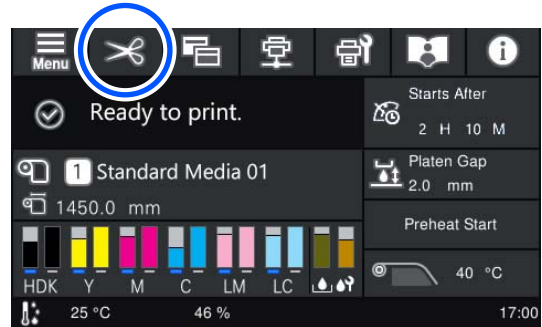 Menu
Ready to print.
Starts After
2 H 10 M
1 Standard Media 01
1450.0 mm
Platen Gap
2.0 mm
Preheat Start
40 °C
HDK Y M C LM LC
25 °C 46 % 17:00